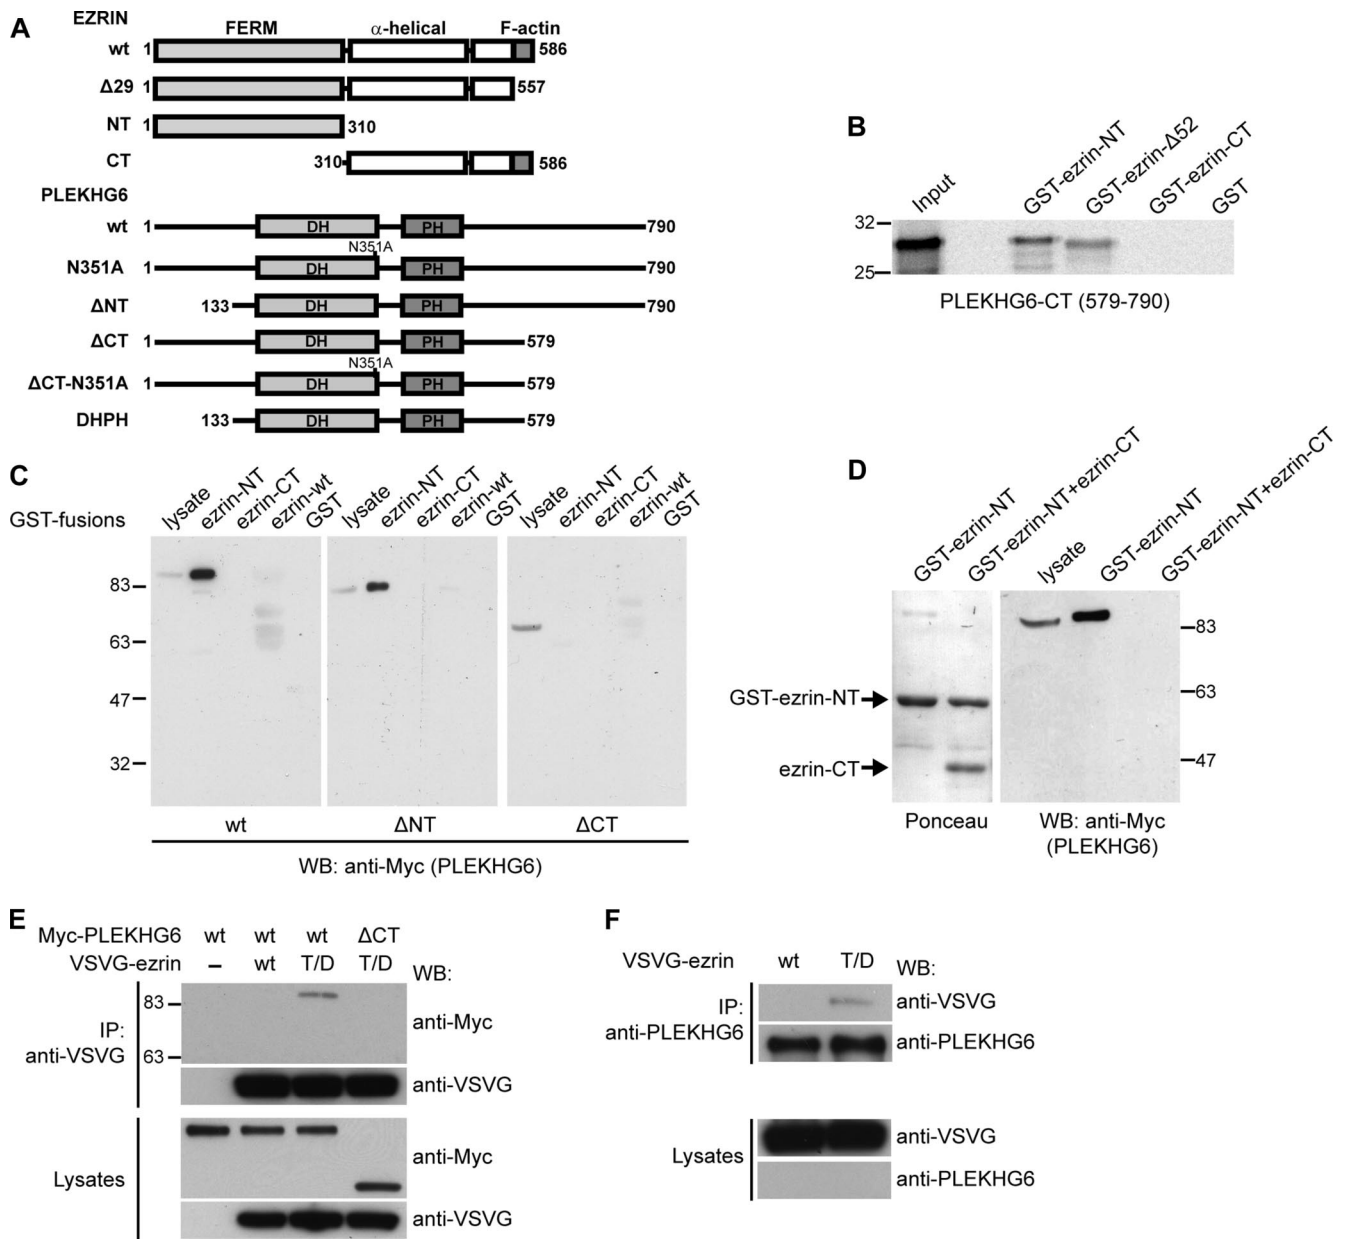 A
EZRIN
FERM α-helical F-actin
wt 1 586
Δ29 1 557
NT 1 310
CT 310 586
PLEKHG6
wt 1 DH PH 790
N351A
N351A 1 DH PH 790
ΔNT 133 DH PH 790
ΔCT 1 DH PH 579
N351A
ΔCT-N351A 1 DH PH 579
DHPH 133 DH PH 579
B
Input GST-ezrin-NT GST-ezrin-Δ52 GST-ezrin-CT GST
32
25
PLEKHG6-CT (579-790)
C
GST-fusions lysate ezrin-NT ezrin-CT ezrin-wt GST lysate ezrin-NT ezrin-CT ezrin-wt GST lysate ezrin-NT ezrin-CT ezrin-wt GST
83
63
47
32
wt ΔNT ΔCT
WB: anti-Myc (PLEKHG6)
D
GST-ezrin-NT GST-ezrin-NT+ezrin-CT lysate GST-ezrin-NT GST-ezrin-NT+ezrin-CT
83
63
GST-ezrin-NT
47
ezrin-CT
Ponceau WB: anti-Myc
(PLEKHG6)
E
Myc-PLEKHG6 wt wt wt ΔCT
VSVG-ezrin – wt T/D T/D WB:
IP:
anti-VSVG
83
63
anti-Myc
anti-VSVG
Lysates
anti-Myc
anti-VSVG
F
VSVG-ezrin wt T/D WB:
IP:
anti-PLEKHG6
anti-VSVG
anti-PLEKHG6
Lysates
anti-VSVG
anti-PLEKHG6